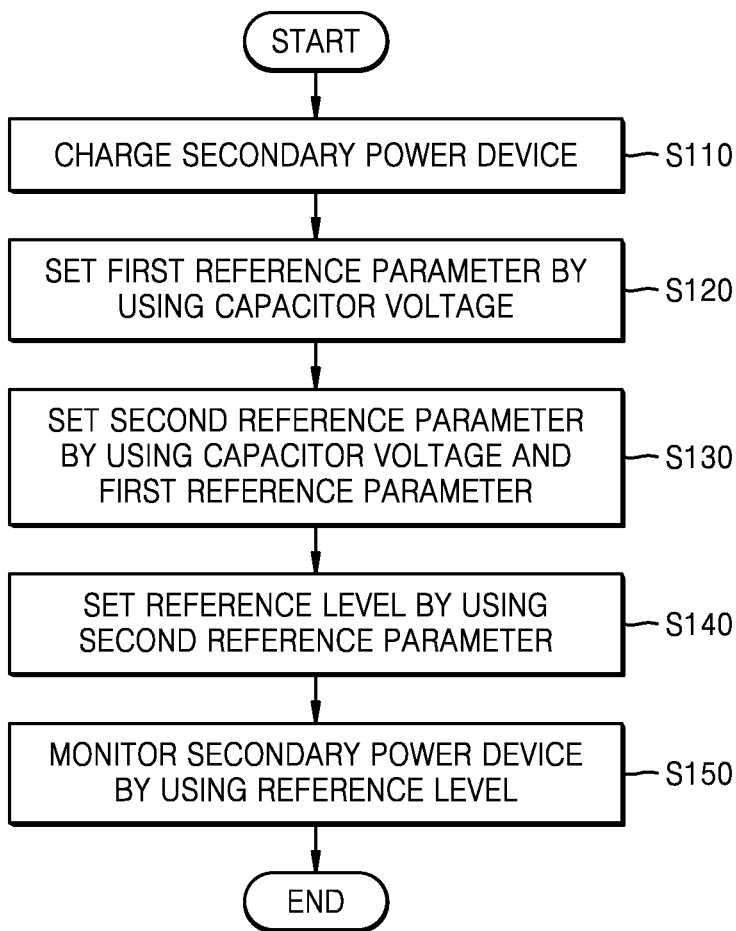 START
CHARGE SECONDARY POWER DEVICE
S110
SET FIRST REFERENCE PARAMETER BY
USING CAPACITOR VOLTAGE
S120
SET SECOND REFERENCE PARAMETER
BY USING CAPACITOR VOLTAGE AND
FIRST REFERENCE PARAMETER
S130
SET REFERENCE LEVEL BY USING
SECOND REFERENCE PARAMETER
S140
MONITOR SECONDARY POWER DEVICE
BY USING REFERENCE LEVEL
S150
END